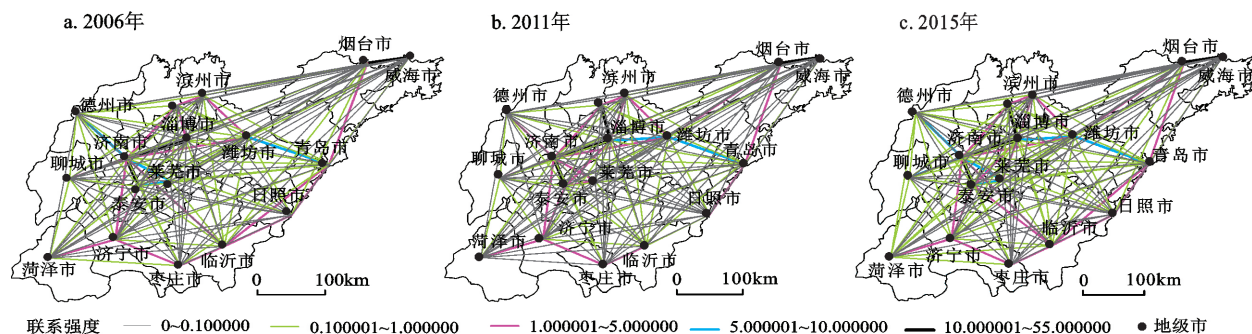 a. 2006年
烟台市
威海市
滨州市
德州市
淄博市
济南市
潍坊市
青岛市
聊城市
莱芜市
泰安市
日照市
济宁市
临沂市
菏泽市
枣庄市
0 100km
b. 2011年
烟台市
威海市
滨州市
德州市
淄博市
潍坊市
济南市
青岛市
聊城市
莱芜市
泰安市
日照市
济宁市
菏泽市
临沂市
枣庄市
0 100km
c. 2015年
烟台市
威海市
滨州市
德州市
淄博市
济南市
潍坊市
青岛市
聊城市
莱芜市
泰安市
日照市
临沂市
济宁市
菏泽市
枣庄市
0 100km
联系强度 0~0.100000 0.100001~1.000000 1.000001~5.000000 5.000001~10.000000 10.000001~55.000000 地级市